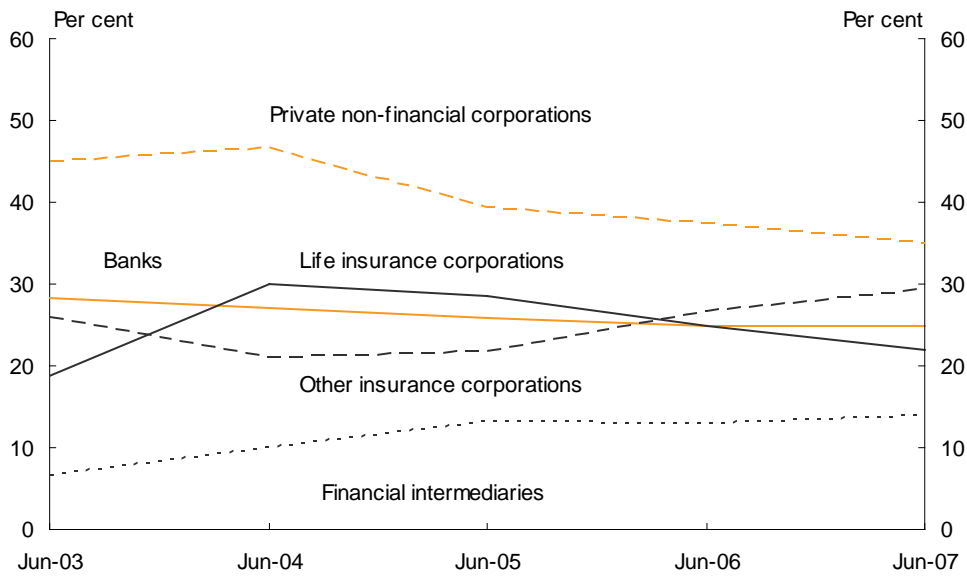 Per cent Per cent
60 60
50 50
Private non-financial corporations
40 40
30 30
Banks Life insurance corporations
20 20
Other insurance corporations
10 10
Financial intermediaries
0 0
Jun-03 Jun-04 Jun-05 Jun-06 Jun-07